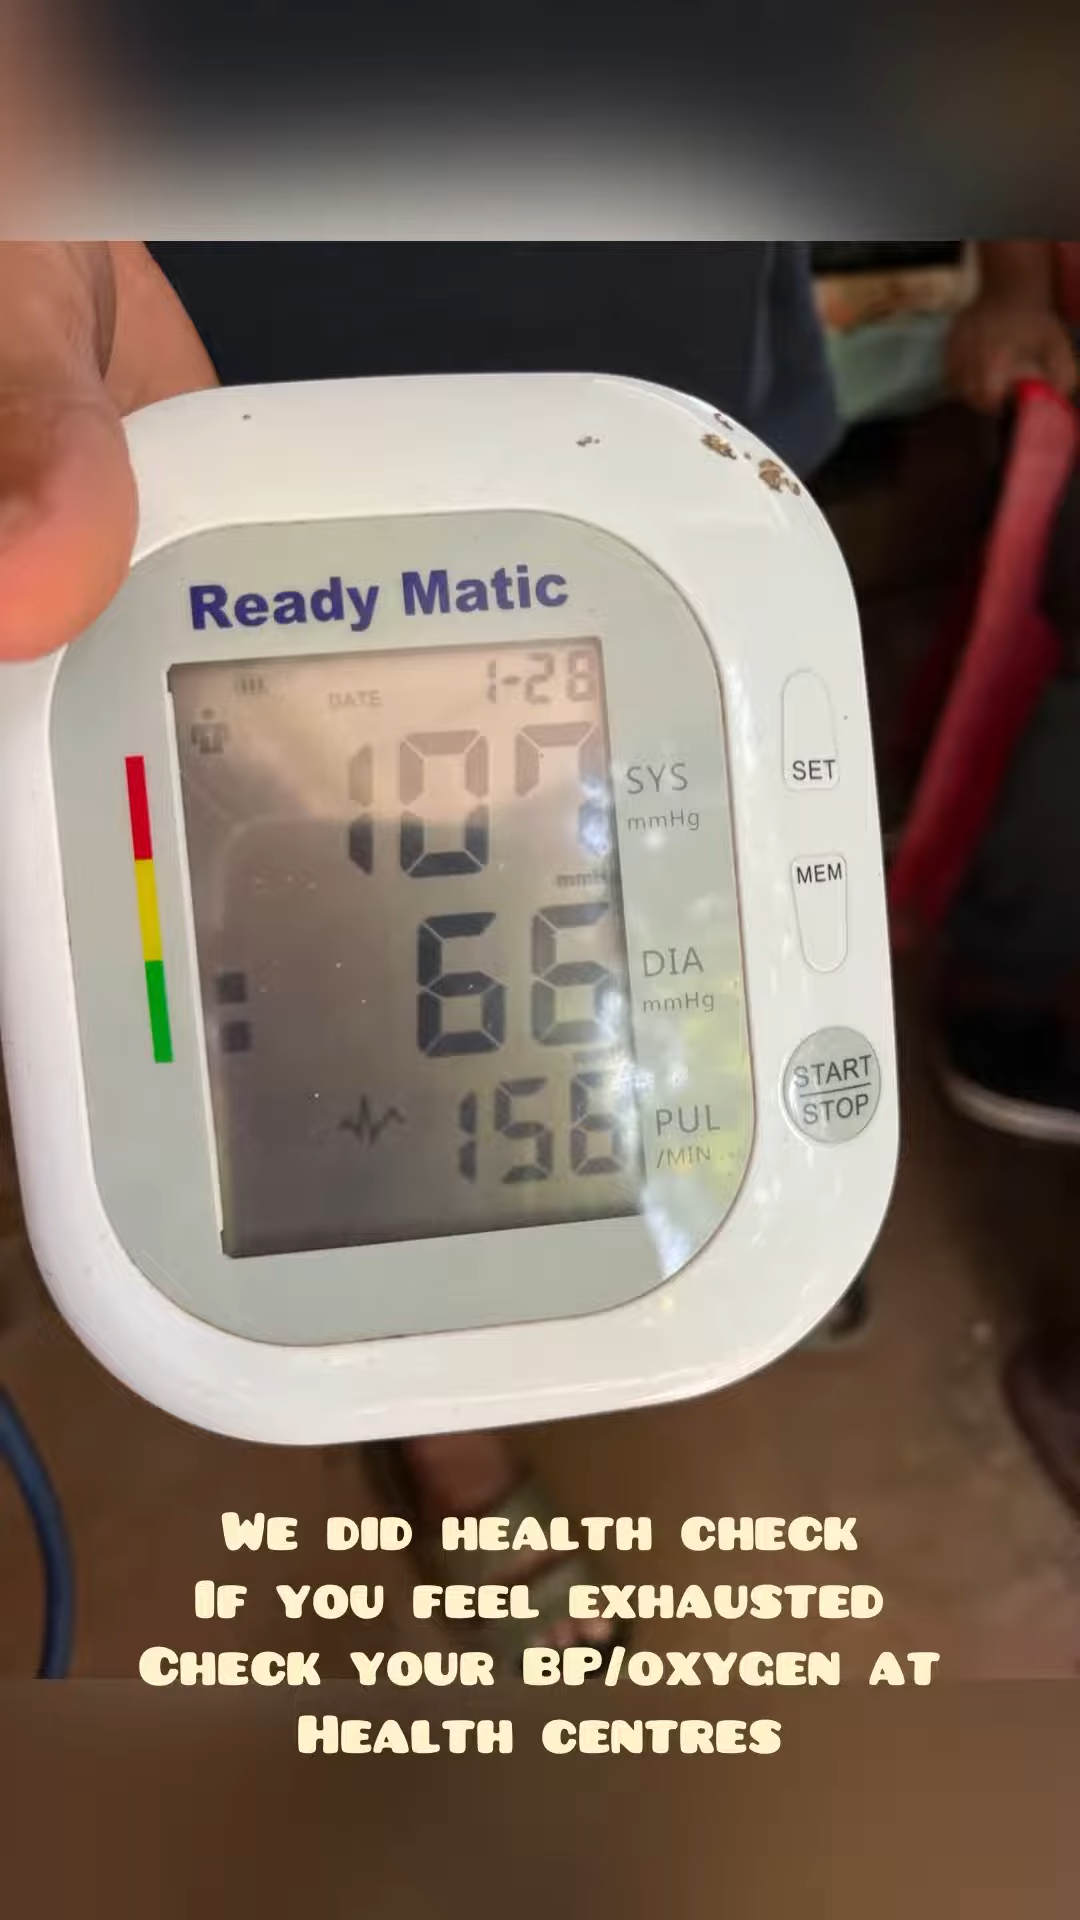 Ready Matic
DATE 1-28
107 SYS
mmHg
mmHg
66 DIA
mmHg
PUL
/MIN
SET
MEM
START
STOP
We did health check
If you feel exhausted
Check your BP/oxygen at
Health centres